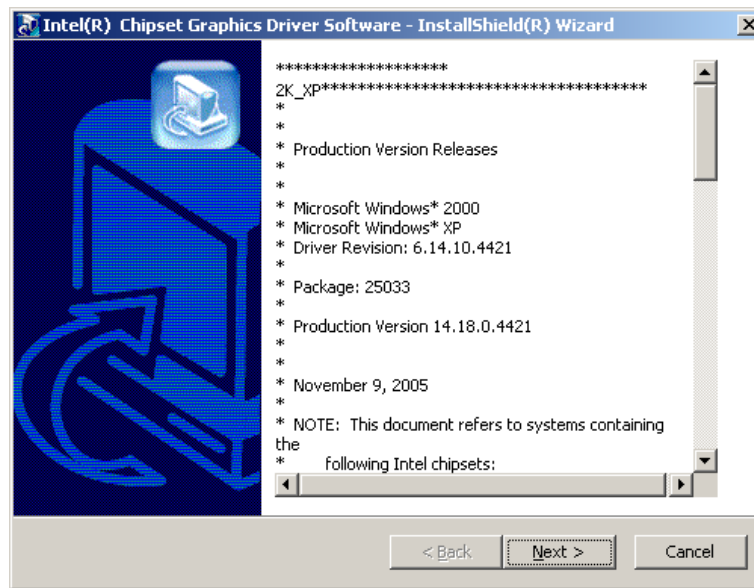 Intel(R) Chipset Graphics Driver Software - InstallShield(R) Wizard
*******************
2K_XP************************************
*
*
* Production Version Releases
*
*
* Microsoft Windows* 2000
* Microsoft Windows* XP
* Driver Revision: 6.14.10.4421
*
* Package: 25033
*
* Production Version 14.18.0.4421
*
*
* November 9, 2005
*
* NOTE: This document refers to systems containing
the
* following Intel chipsets:
< Back
Next >
Cancel